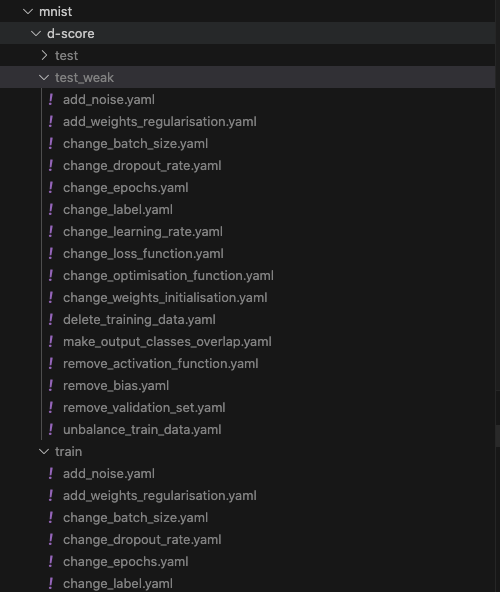 mnist
d-score
test
test_weak
! add_noise.yaml
! add_weights_regularisation.yaml
! change_batch_size.yaml
! change_dropout_rate.yaml
! change_epochs.yaml
! change_label.yaml
! change_learning_rate.yaml
! change_loss_function.yaml
! change_optimisation_function.yaml
! change_weights_initialisation.yaml
! delete_training_data.yaml
! make_output_classes_overlap.yaml
! remove_activation_function.yaml
! remove_bias.yaml
! remove_validation_set.yaml
! unbalance_train_data.yaml
train
! add_noise.yaml
! add_weights_regularisation.yaml
! change_batch_size.yaml
! change_dropout_rate.yaml
! change_epochs.yaml
! change_label.yaml